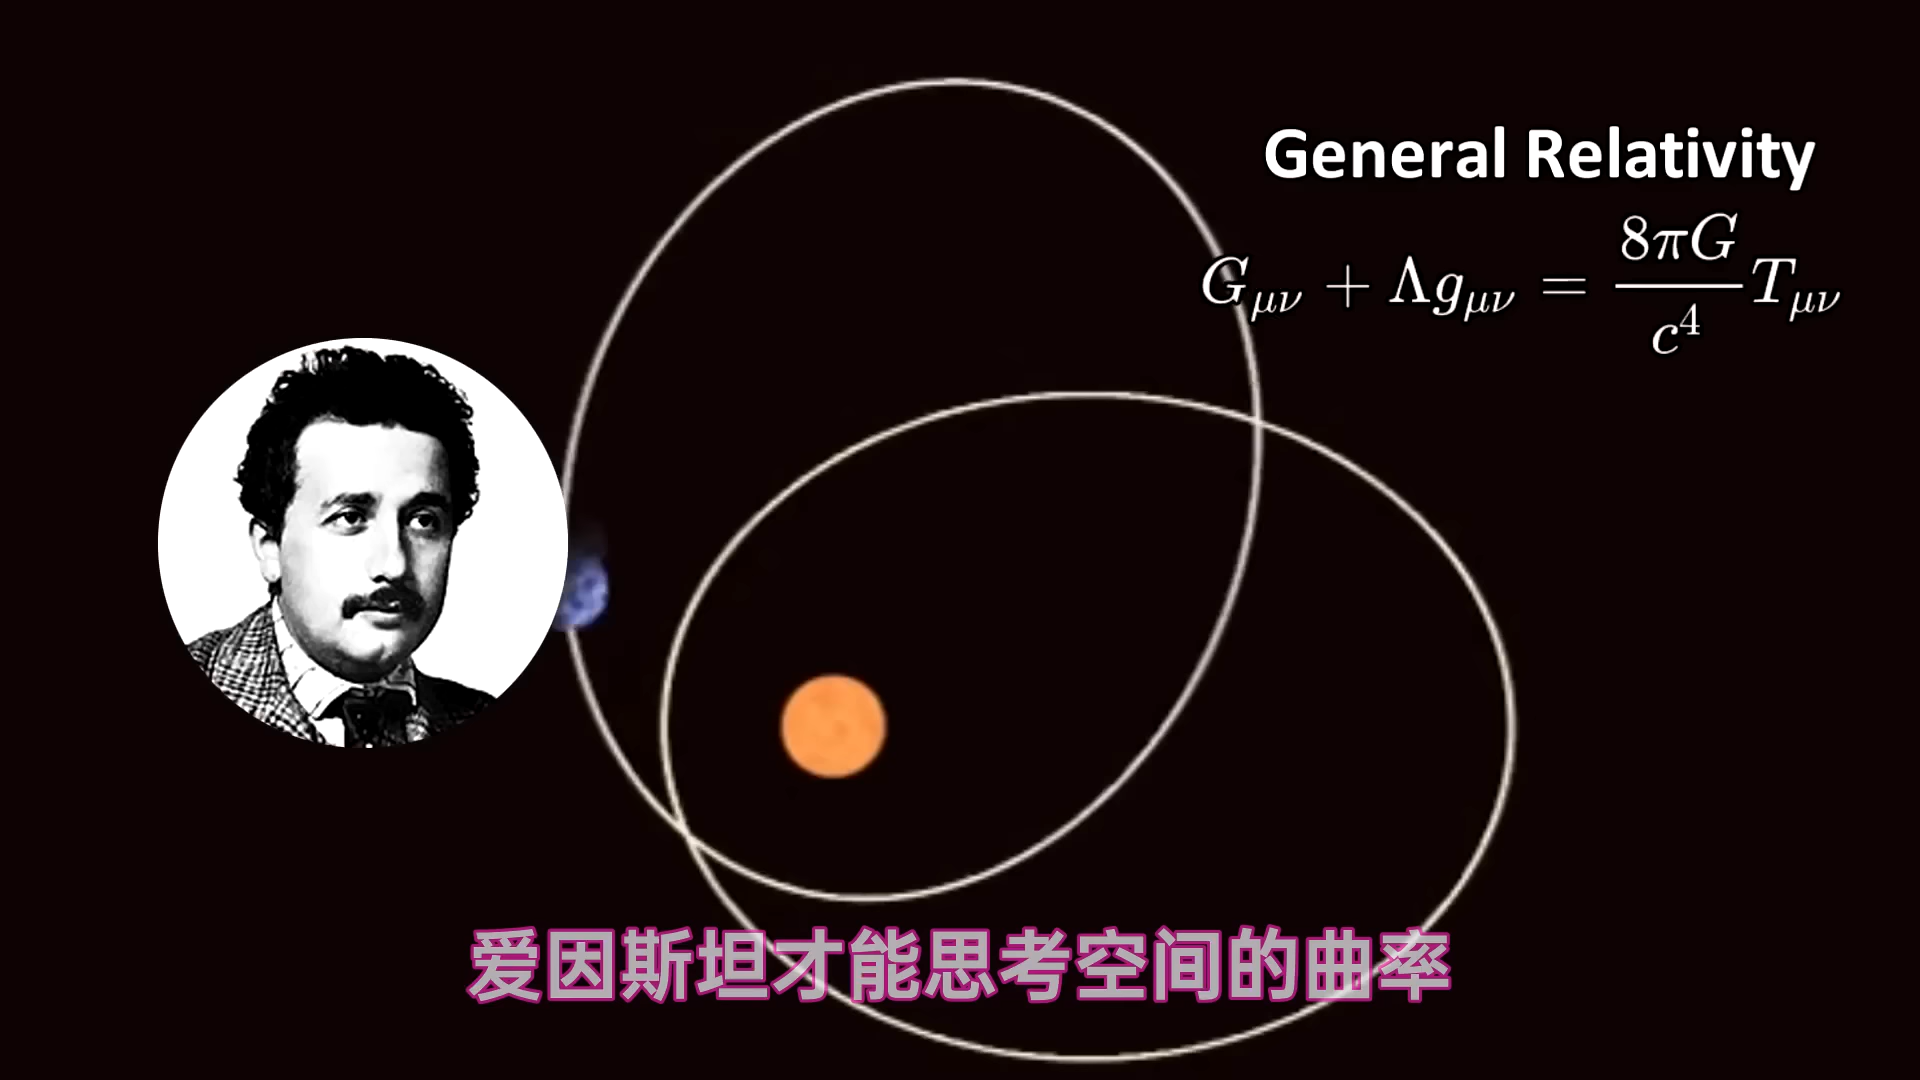 General Relativity
G_{μν} + Λg_{μν} = \frac{8πG}{c^4} T_{μν}
爱因斯坦才能思考空间的曲率